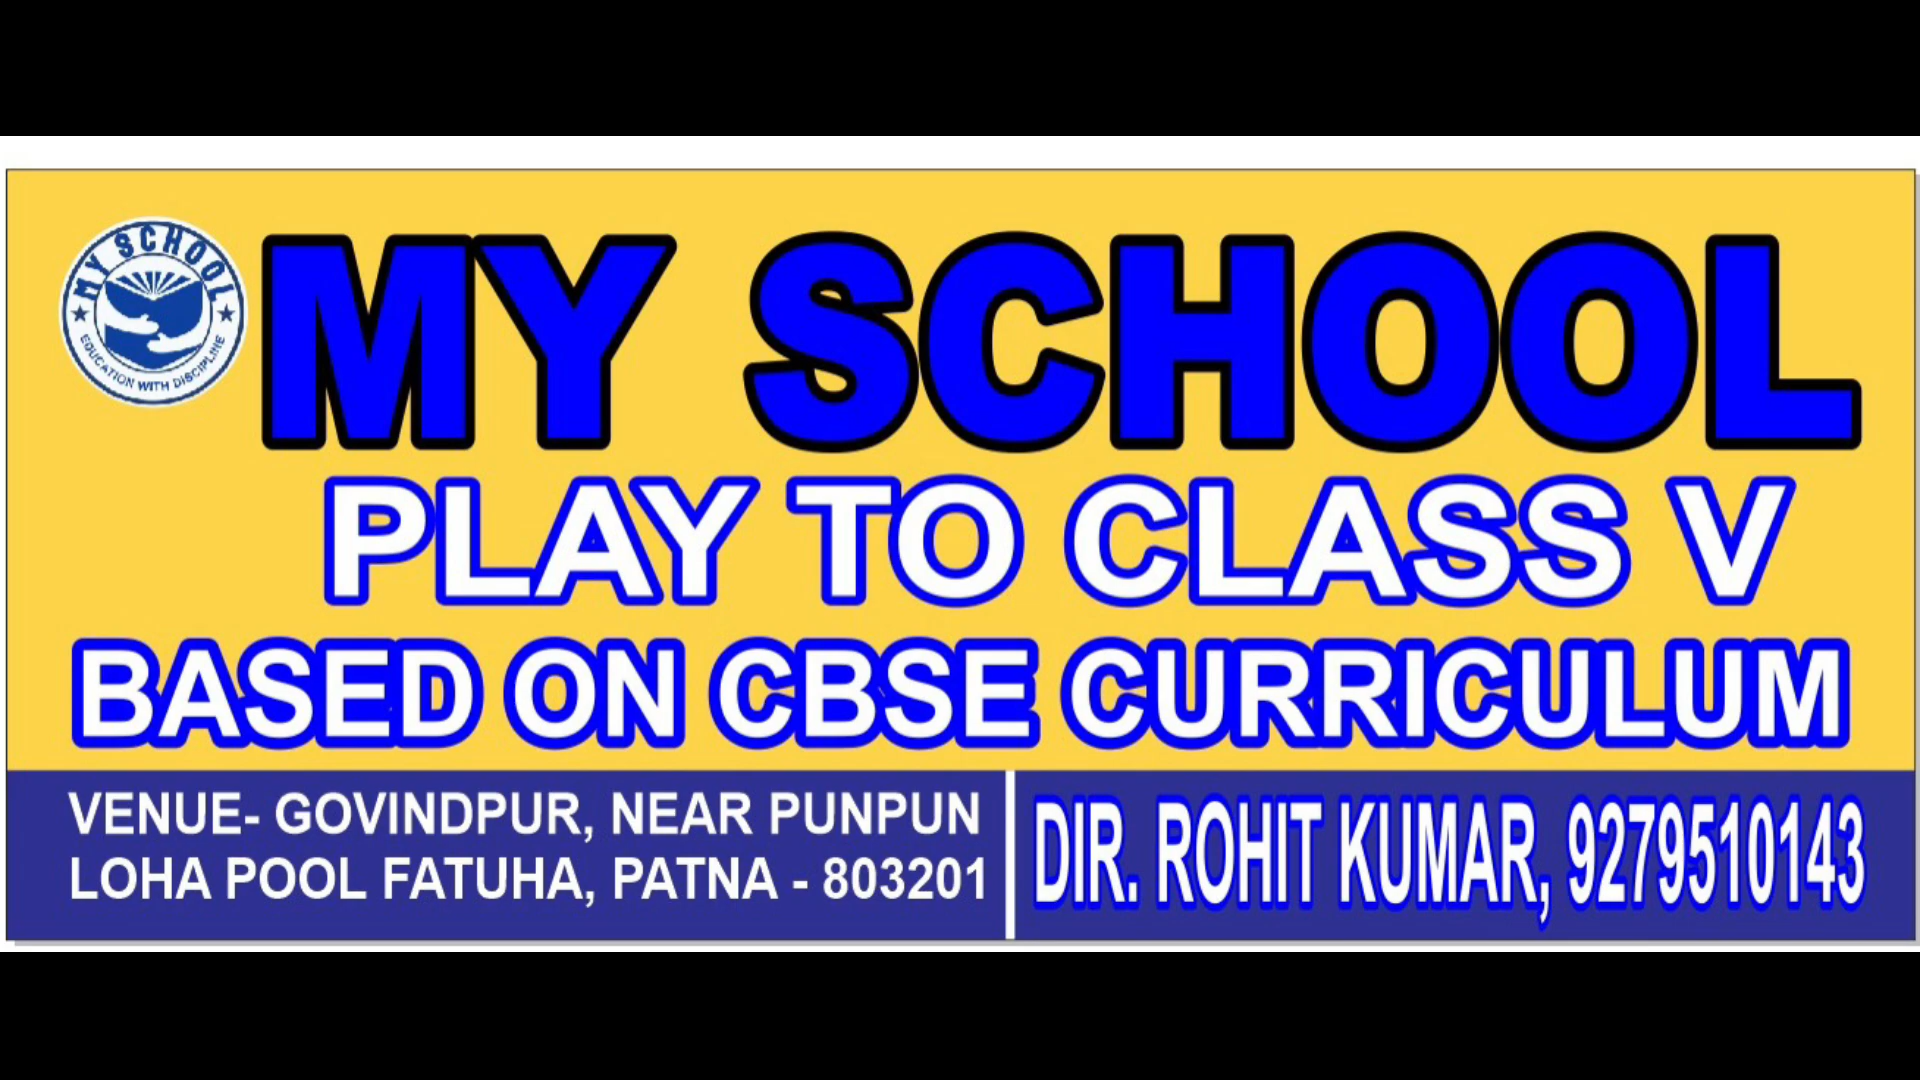 MY SCHOOL
EDUCATION WITH DISCIPLINE
MY SCHOOL
PLAY TO CLASS V
BASED ON CBSE CURRICULUM
VENUE- GOVINDPUR, NEAR PUNPUN
LOHA POOL FATUHA, PATNA - 803201
DIR. ROHIT KUMAR, 9279510143